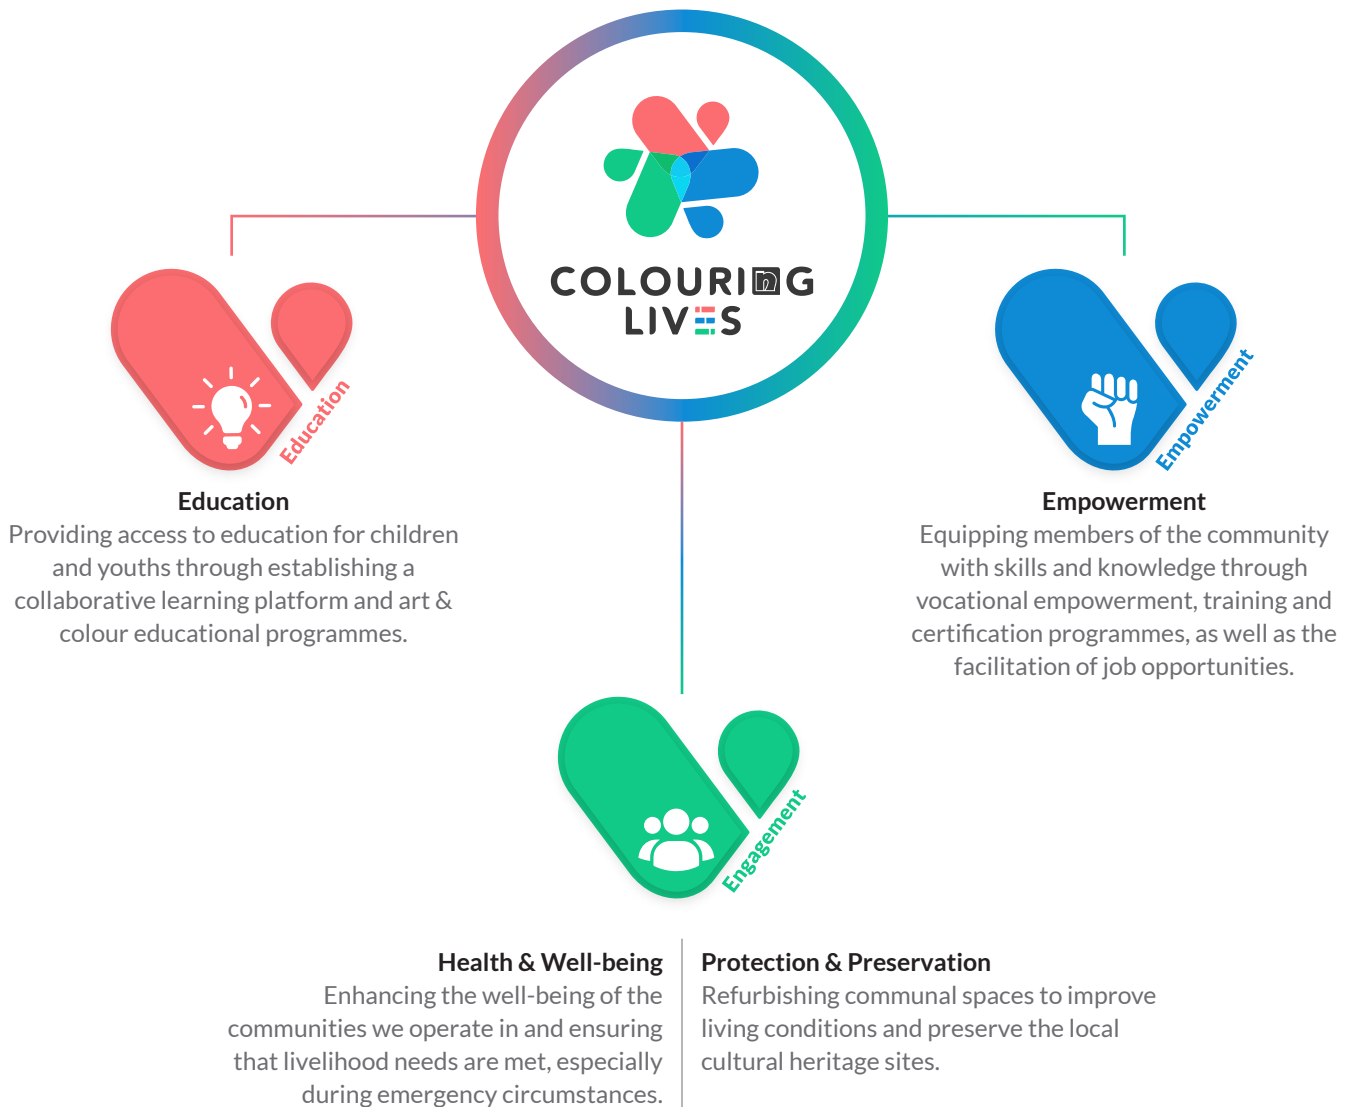 COLOURING
LIVES
Education
Education
Providing access to education for children
and youths through establishing a
collaborative learning platform and art &
colour educational programmes.
Empowerment
Empowerment
Equipping members of the community
with skills and knowledge through
vocational empowerment, training and
certification programmes, as well as the
facilitation of job opportunities.
Engagement
Health & Well-being
Enhancing the well-being of the
communities we operate in and ensuring
that livelihood needs are met, especially
during emergency circumstances.
Protection & Preservation
Refurbishing communal spaces to improve
living conditions and preserve the local
cultural heritage sites.